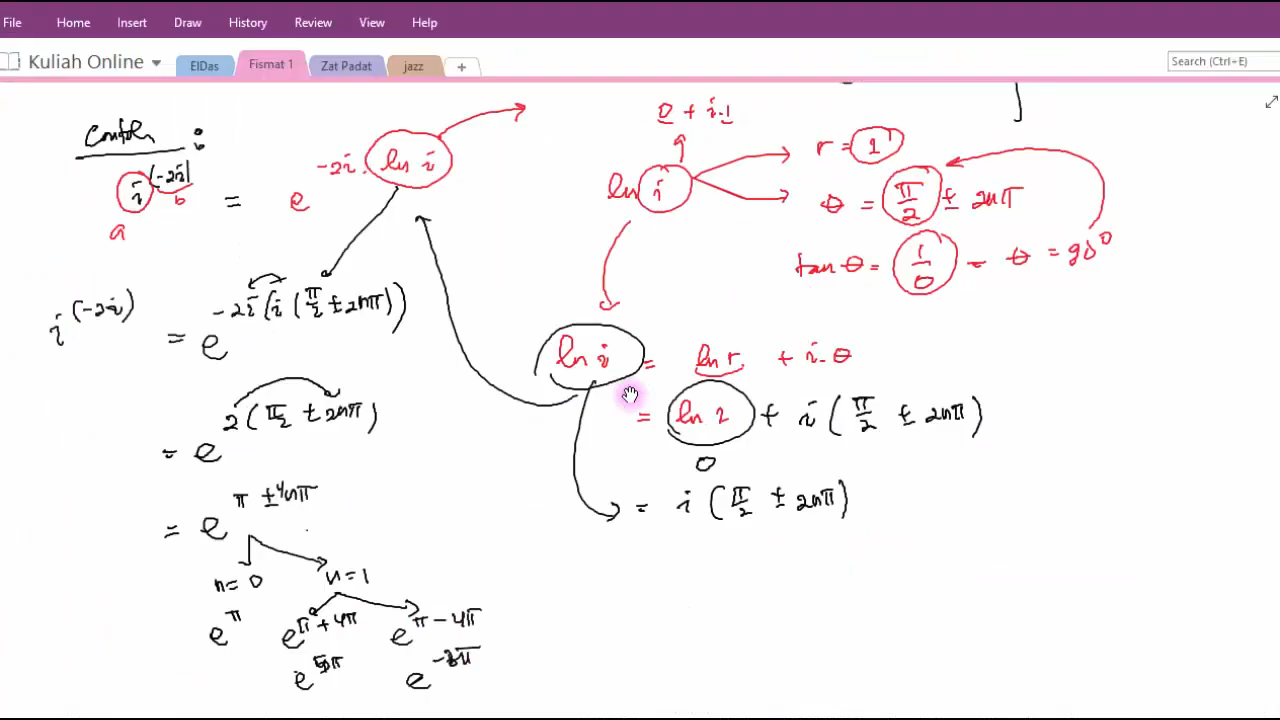 File Home Insert Draw History Review View Help
Kuliah Online ElDas Fismat 1 Zat Padat jazz +
Search (Ctrl+E)
Contoh :
i^(-2i) = e^(-2i. ln i)
a b
0 + i.1
ln i
r = 1
θ = π/2 ± 2nπ
tan θ = 1/0 = θ = 90°
i^(-2i) = e^(-2i(i(π/2 ± 2nπ)))
= e^(2(π/2 ± 2nπ))
= e^(π ± 4nπ)
n = 0 n = 1
e^π e^(π + 4π) e^(π - 4π)
e^(5π) e^(-3π)
ln i = ln r + i.θ
= ln 1 + i(π/2 ± 2nπ)
0
= i(π/2 ± 2nπ)